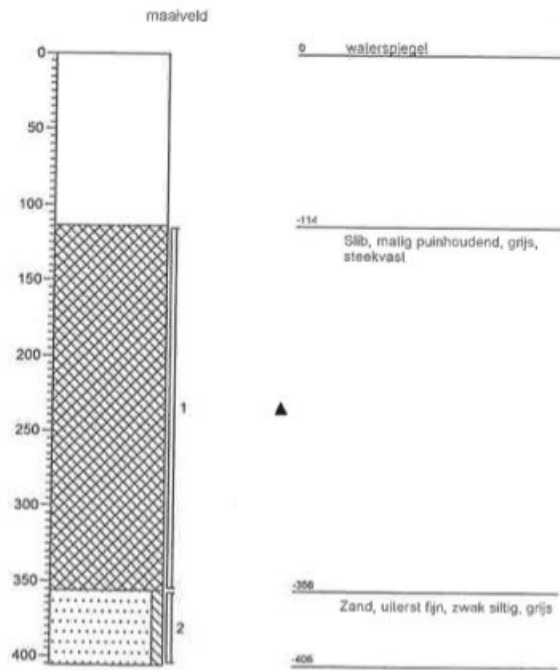 maaiveld
0
50
100
150
200
250
300
350
400
1
2
0 waterspiegel
-114
Slib, matig puinhoudend, grijs,
steekvast
-356
Zand, uiterst fijn, zwak siltig, grijs
-406